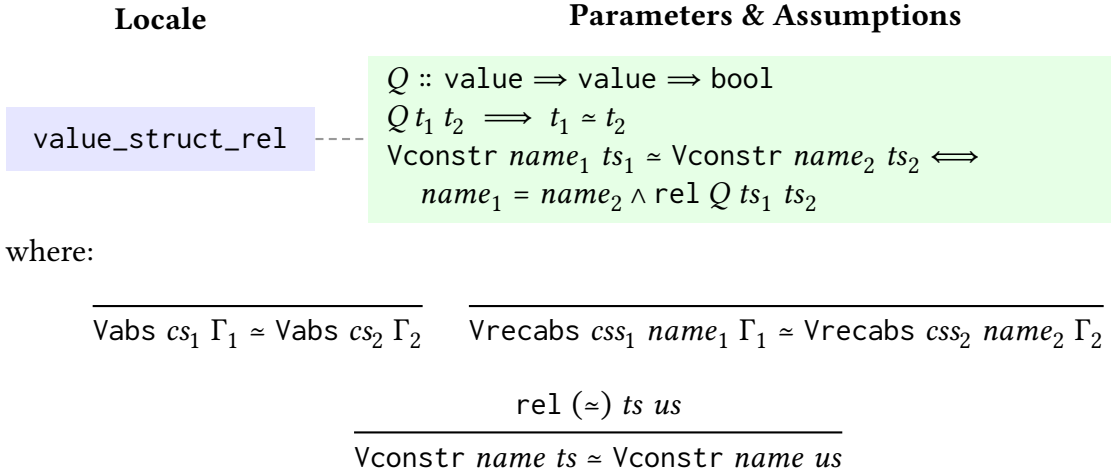 Locale
Parameters & Assumptions
value_struct_rel
Q :: value ⟹ value ⟹ bool
Q t₁ t₂ ⟹ t₁ ≃ t₂
Vconstr name₁ ts₁ ≃ Vconstr name₂ ts₂ ⟺
name₁ = name₂ ∧ rel Q ts₁ ts₂
where:
Vabs cs₁ Γ₁ ≃ Vabs cs₂ Γ₂
Vrecabs css₁ name₁ Γ₁ ≃ Vrecabs css₂ name₂ Γ₂
rel (≃) ts us
Vconstr name ts ≃ Vconstr name us